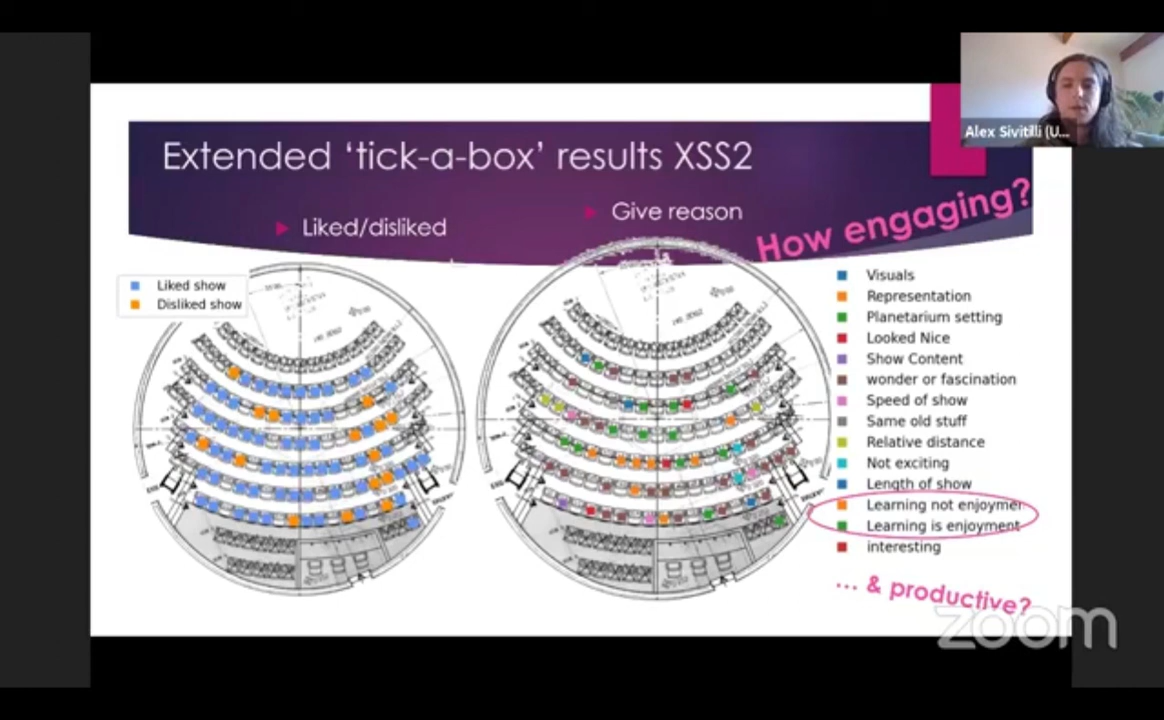 Alex Sivitilli (U...
Extended ‘tick-a-box’ results XSS2
Liked/disliked
Give reason
How engaging?
Liked show
Disliked show
Visuals
Representation
Planetarium setting
Looked Nice
Show Content
wonder or fascination
Speed of show
Same old stuff
Relative distance
Not exciting
Length of show
Learning not enjoymen
Learning is enjoyment
interesting
... & productive?
zoom